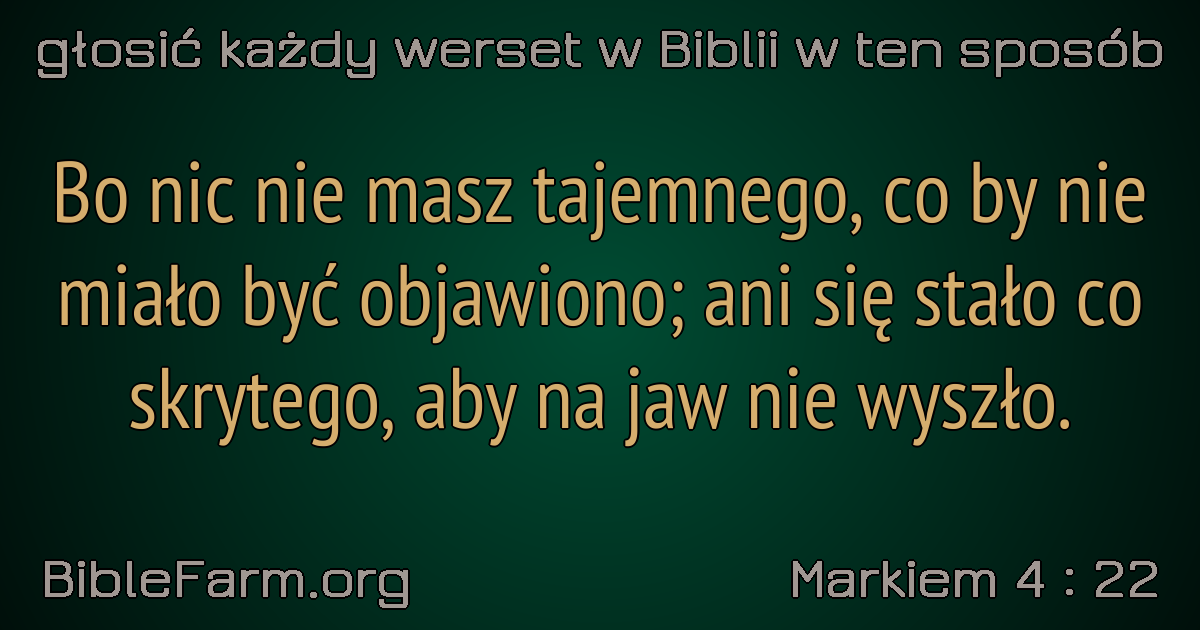 głosić każdy werset w Biblii w ten sposób
Bo nic nie masz tajemnego, co by nie
miało być objawiono; ani się stało co
skrytego, aby na jaw nie wyszło.
BibleFarm.org
Markiem 4 : 22